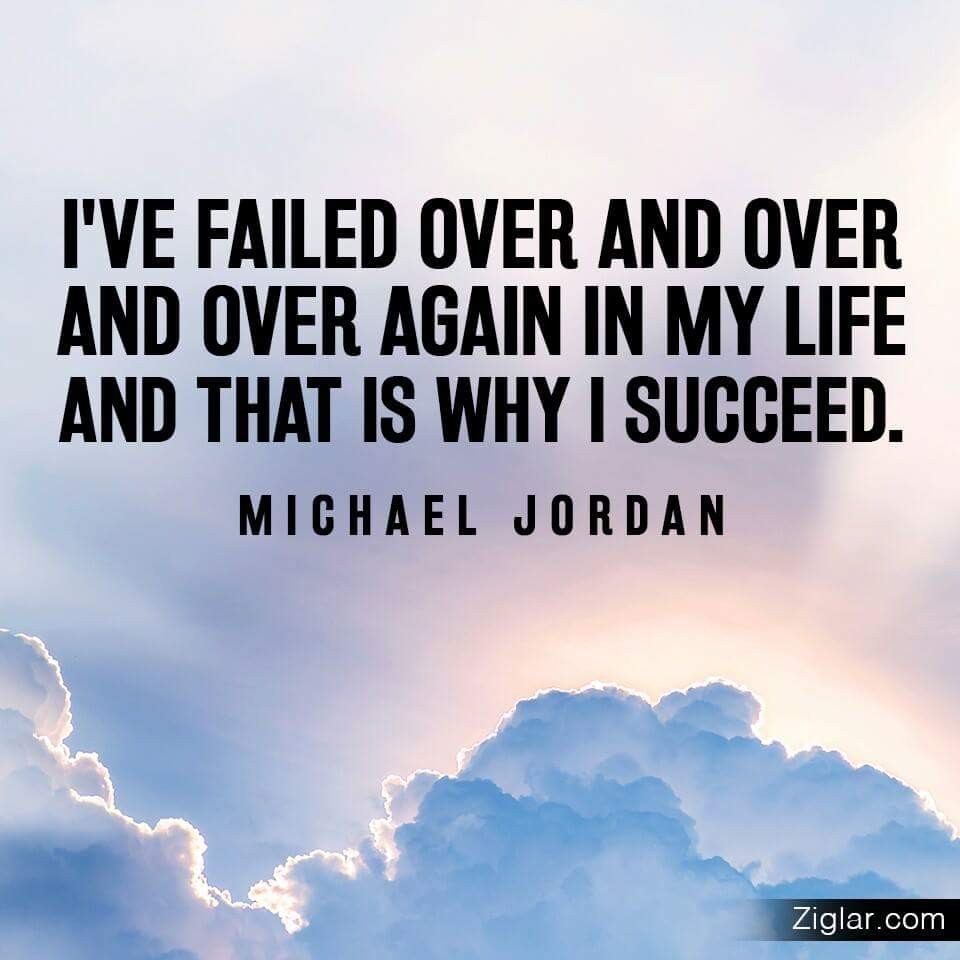 I'VE FAILED OVER AND OVER
AND OVER AGAIN IN MY LIFE
AND THAT IS WHY I SUCCEED.
MICHAEL JORDAN
Ziglar.com